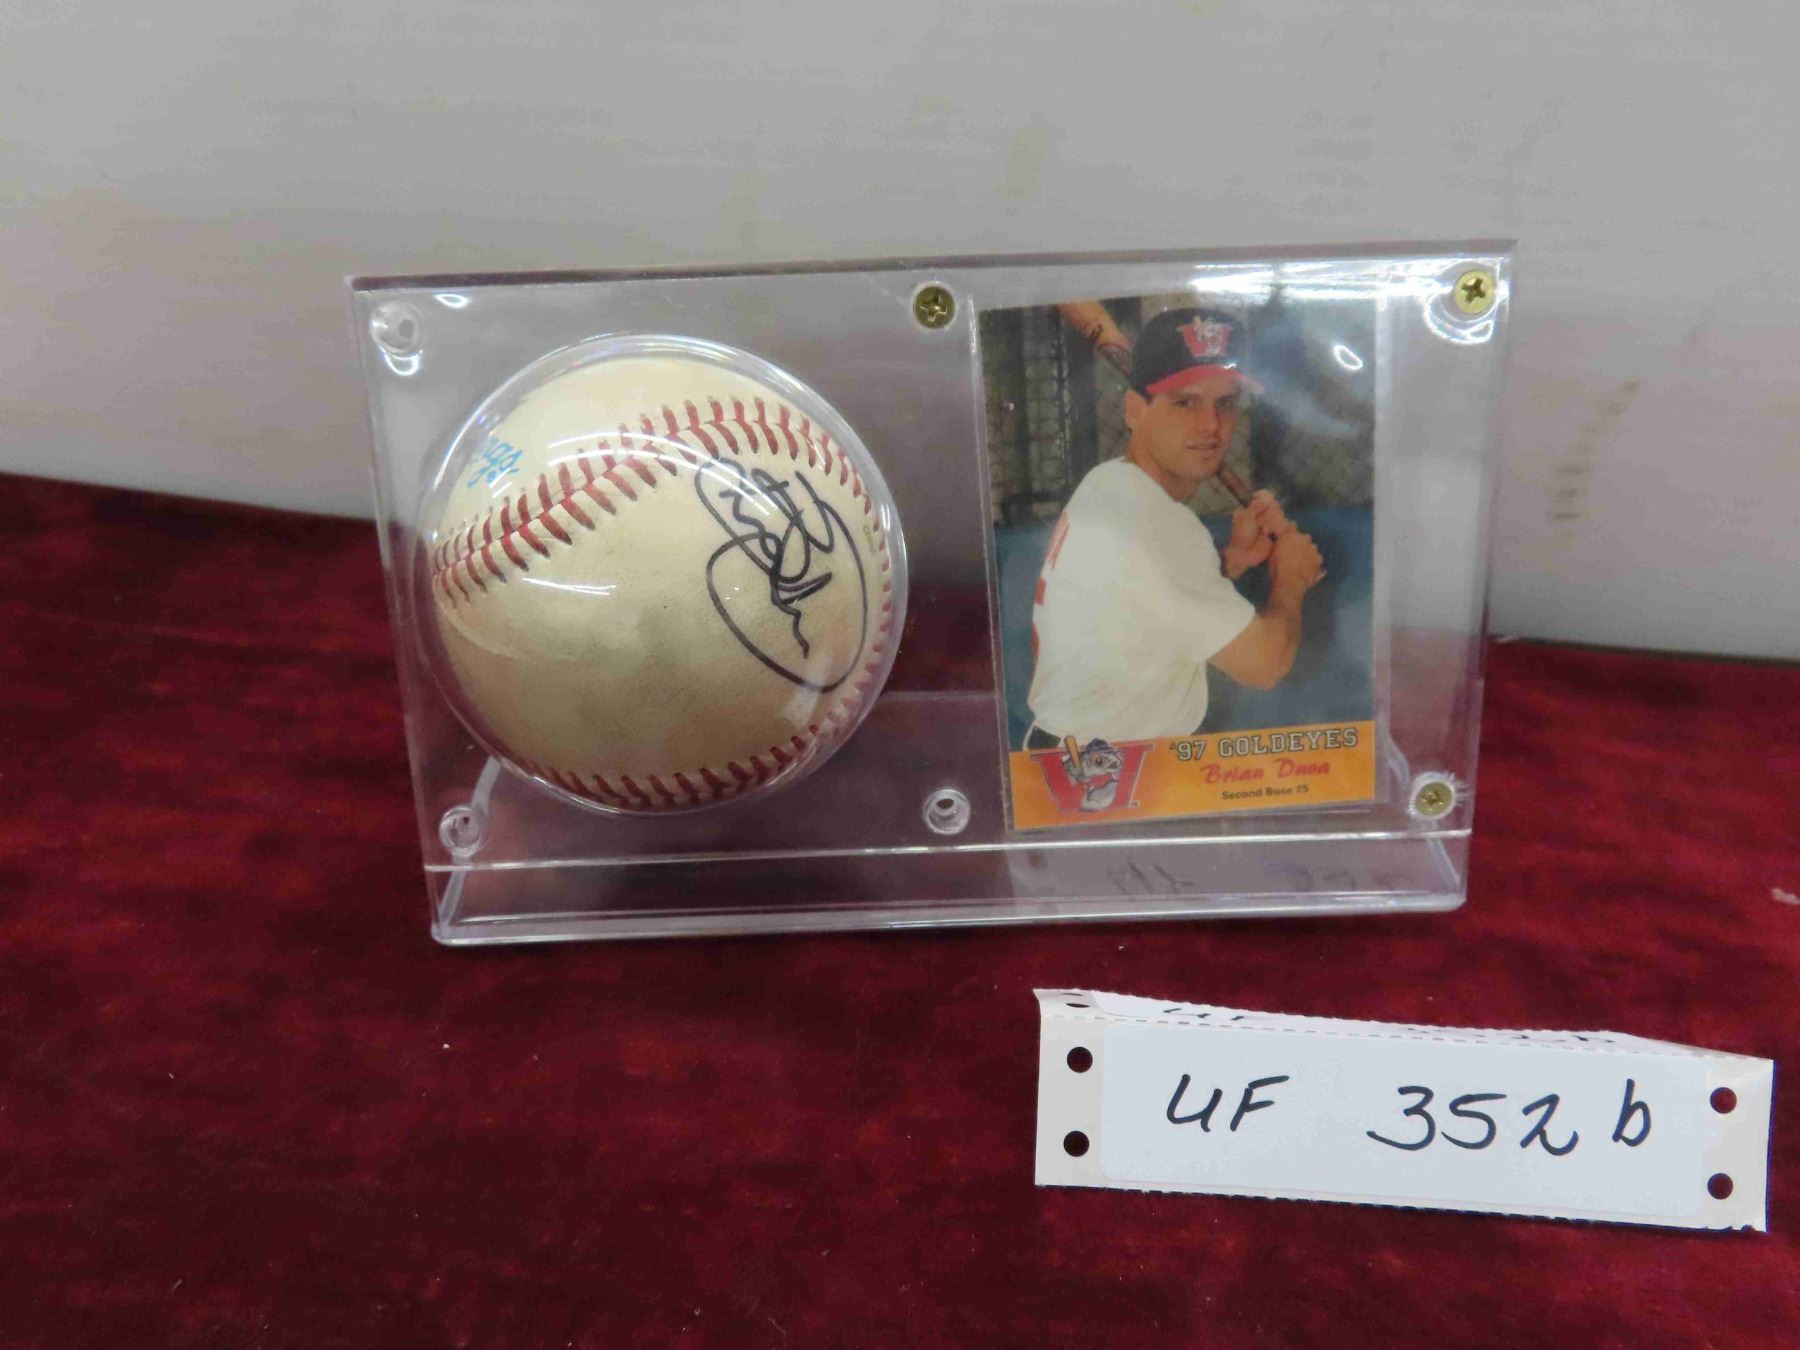 '97 GOLDEYES
Brian Duva
Second Base #5
UF 352b